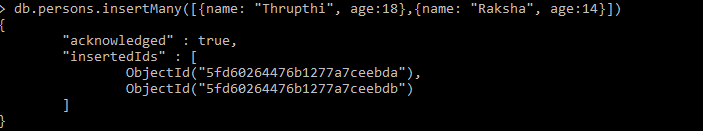 > db.persons.insertMany([{name: "Thrupthi", age:18},{name: "Raksha", age:14}])
{
        "acknowledged" : true,
        "insertedIds" : [
                ObjectId("5fd60264476b1277a7ceebda"),
                ObjectId("5fd60264476b1277a7ceebdb")
        ]
}